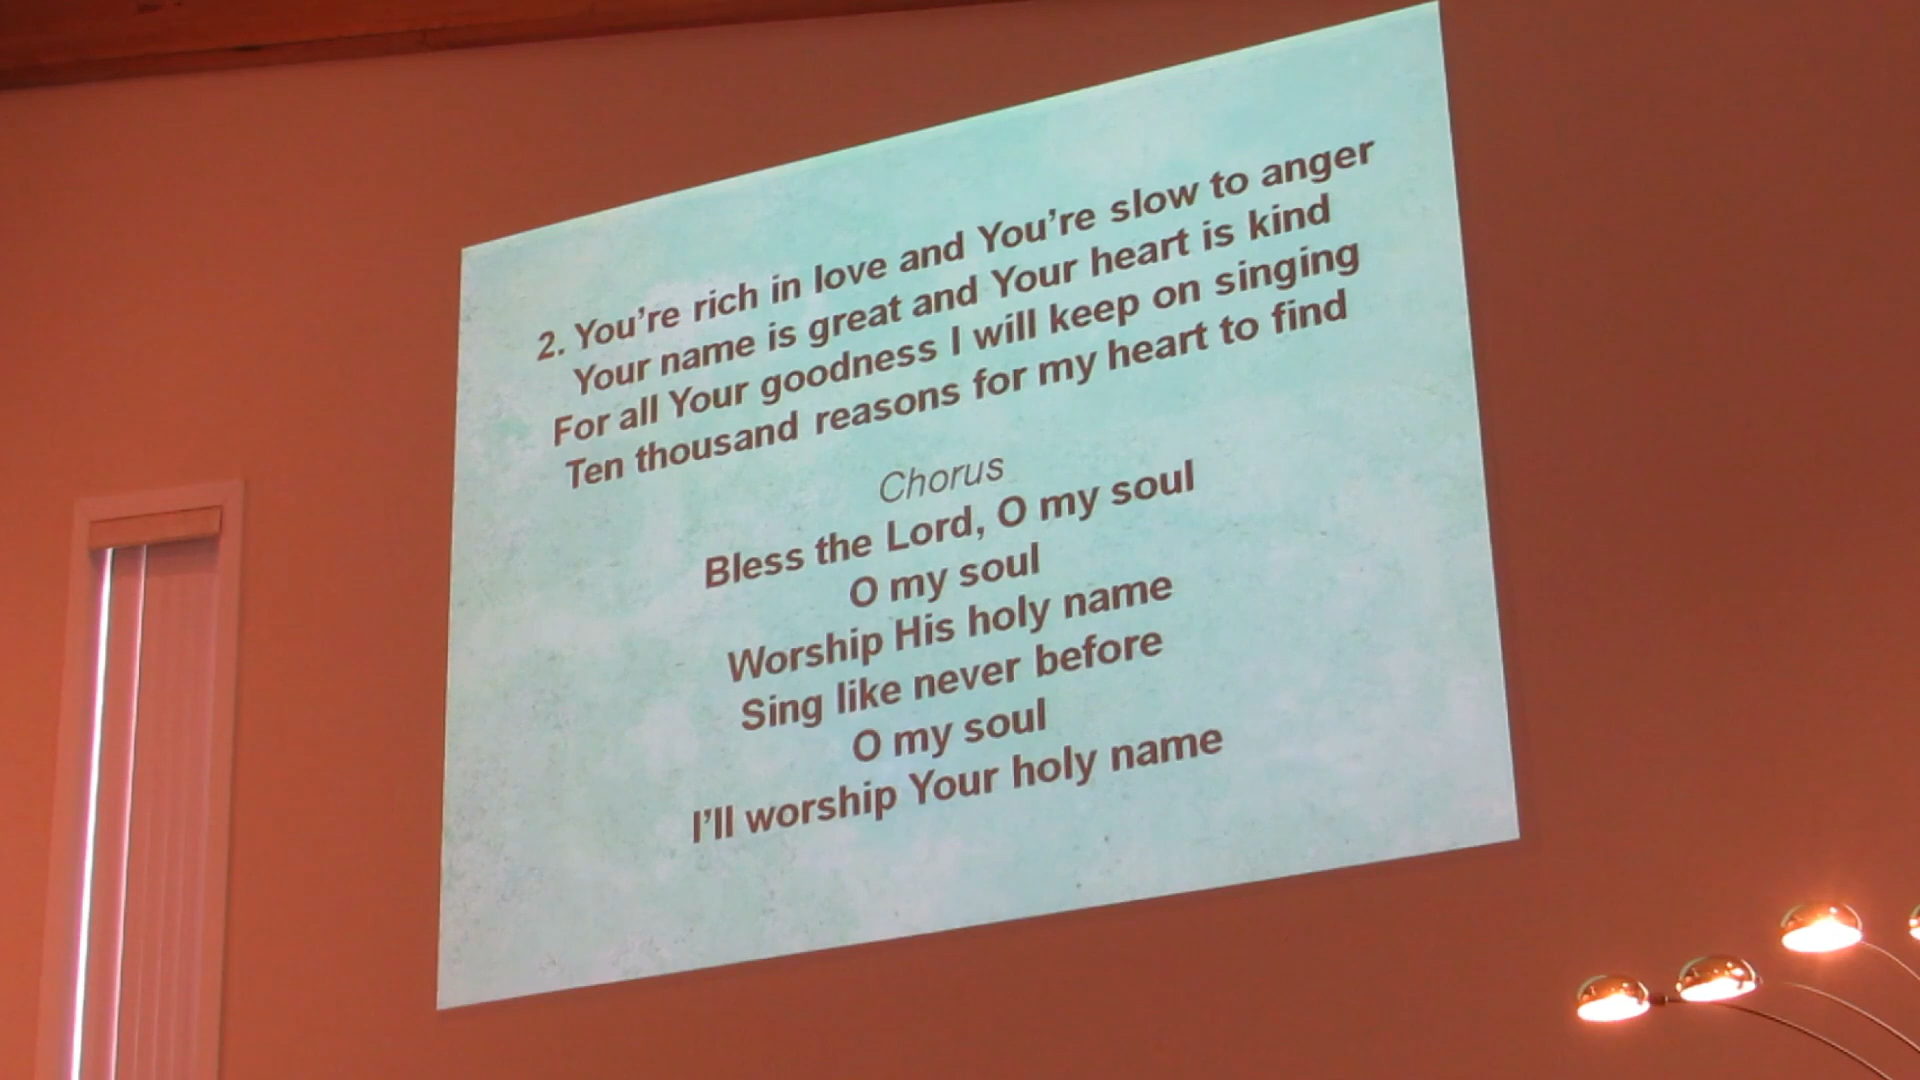 2. You're rich in love and You're slow to anger
Your name is great and Your heart is kind
For all Your goodness I will keep on singing
Ten thousand reasons for my heart to find
Chorus
Bless the Lord, O my soul
O my soul
Worship His holy name
Sing like never before
O my soul
I'll worship Your holy name